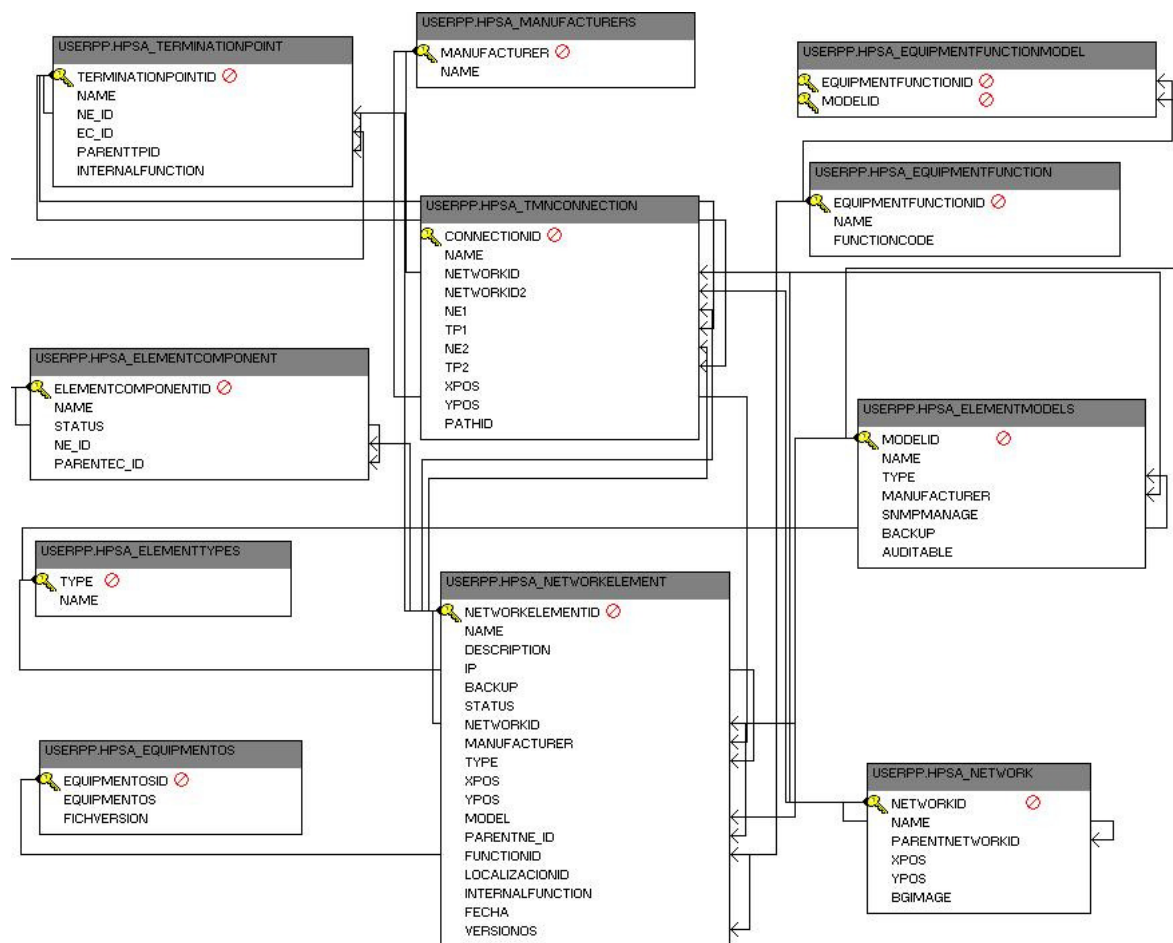 USERPP.HPSA_TERMINATIONPOINT
TERMINATIONPOINTID
NAME
NE_ID
EC_ID
PARENTTPID
INTERNALFUNCTION
USERPP.HPSA_MANUFACTURERS
MANUFACTURER
NAME
USERPP.HPSA_EQUIPMENTFUNCTIONMODEL
EQUIPMENTFUNCTIONID
MODELID
USERPP.HPSA_EQUIPMENTFUNCTION
EQUIPMENTFUNCTIONID
NAME
FUNCTIONCODE
USERPP.HPSA_TMNCONNECTION
CONNECTIONID
NAME
NETWORKID
NETWORKID2
NE1
TP1
NE2
TP2
XPOS
YPOS
PATHID
USERPP.HPSA_ELEMENTCOMPONENT
ELEMENTCOMPONENTID
NAME
STATUS
NE_ID
PARENTEC_ID
USERPP.HPSA_ELEMENTMODELS
MODELID
NAME
TYPE
MANUFACTURER
SNMPMANAGE
BACKUP
AUDITABLE
USERPP.HPSA_ELEMENTTYPES
TYPE
NAME
USERPP.HPSA_NETWORKELEMENT
NETWORKELEMENTID
NAME
DESCRIPTION
IP
BACKUP
STATUS
NETWORKID
MANUFACTURER
TYPE
XPOS
YPOS
MODEL
PARENTNE_ID
FUNCTIONID
LOCALIZACIONID
INTERNALFUNCTION
FECHA
VERSIONOS
USERPP.HPSA_EQUIPMENTOS
EQUIPMENTOSID
EQUIPMENTOS
FICHVERSION
USERPP.HPSA_NETWORK
NETWORKID
NAME
PARENTNETWORKID
XPOS
YPOS
BGIMAGE